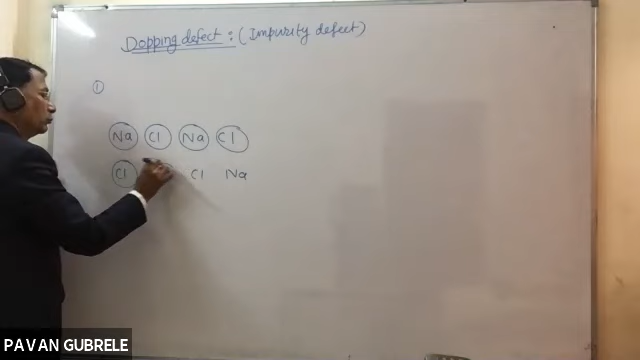 Dopping defect : (Impurity defect)
①
Na Cl Na Cl
Cl Cl Na
PAVAN GUBRELE